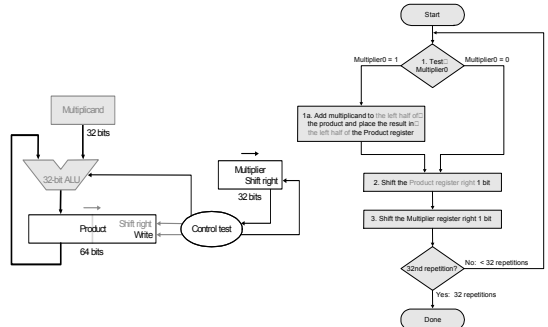 Multiplicand
32 bits
32-bit ALU
Product
Shift right
Write
64 bits
Multiplier
Shift right
32 bits
Control test
Start
1. Test
Multiplier0
Multiplier0 = 1
Multiplier0 = 0
1a. Add multiplicand to the left half of
the product and place the result in
the left half of the Product register
2. Shift the Product register right 1 bit
3. Shift the Multiplier register right 1 bit
32nd repetition?
No: < 32 repetitions
Yes: 32 repetitions
Done